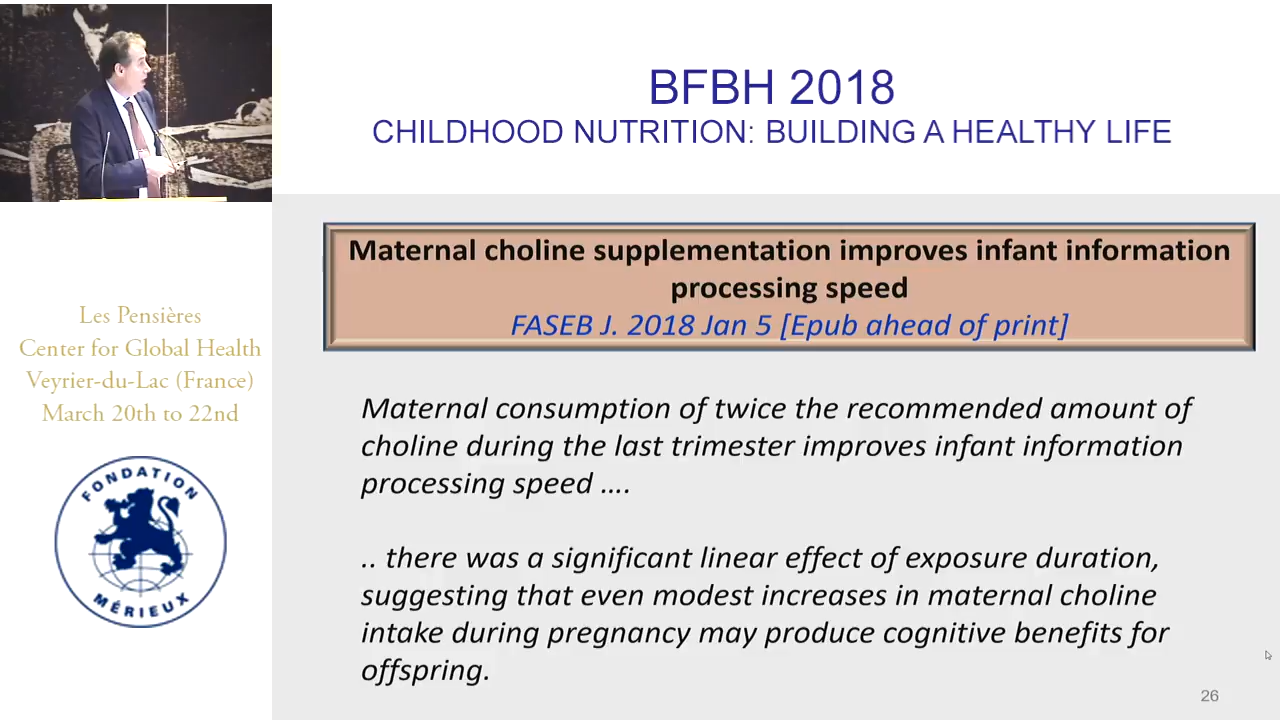 BFBH 2018
CHILDHOOD NUTRITION: BUILDING A HEALTHY LIFE
Les Pensières
Center for Global Health
Veyrier-du-Lac (France)
March 20th to 22nd
FONDATION
MÉRIEUX
Maternal choline supplementation improves infant information
processing speed
FASEB J. 2018 Jan 5 [Epub ahead of print]
Maternal consumption of twice the recommended amount of
choline during the last trimester improves infant information
processing speed ....
.. there was a significant linear effect of exposure duration,
suggesting that even modest increases in maternal choline
intake during pregnancy may produce cognitive benefits for
offspring.
26